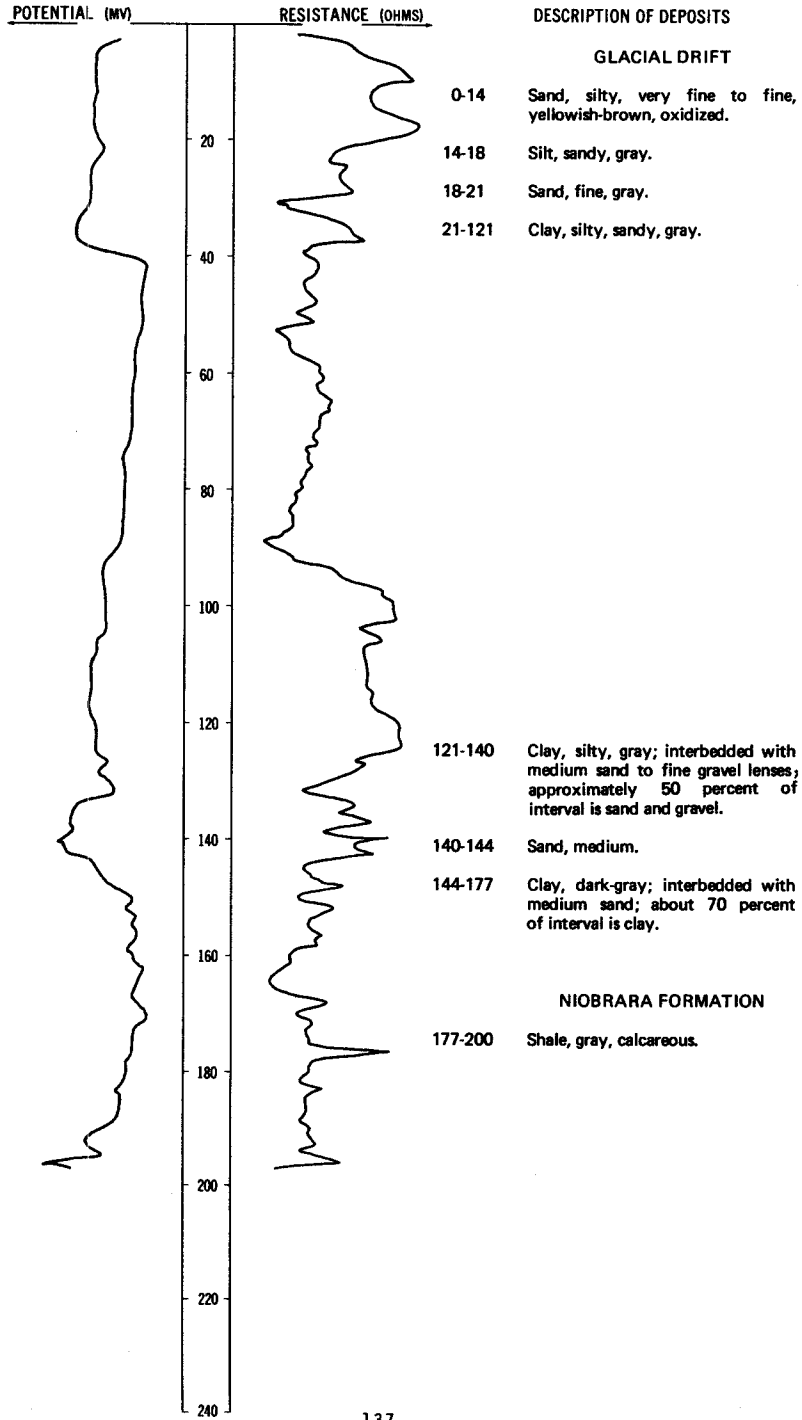 POTENTIAL (MV) RESISTANCE (OHMS) DESCRIPTION OF DEPOSITS
GLACIAL DRIFT
0-14 Sand, silty, very fine to fine,
yellowish-brown, oxidized.
20
14-18 Silt, sandy, gray.
18-21 Sand, fine, gray.
21-121 Clay, silty, sandy, gray.
40
60
80
100
120
121-140 Clay, silty, gray; interbedded with
medium sand to fine gravel lenses;
approximately 50 percent of
interval is sand and gravel.
140
140-144 Sand, medium.
144-177 Clay, dark-gray; interbedded with
medium sand; about 70 percent
of interval is clay.
160
NIOBRARA FORMATION
177-200 Shale, gray, calcareous.
180
200
220
240
137